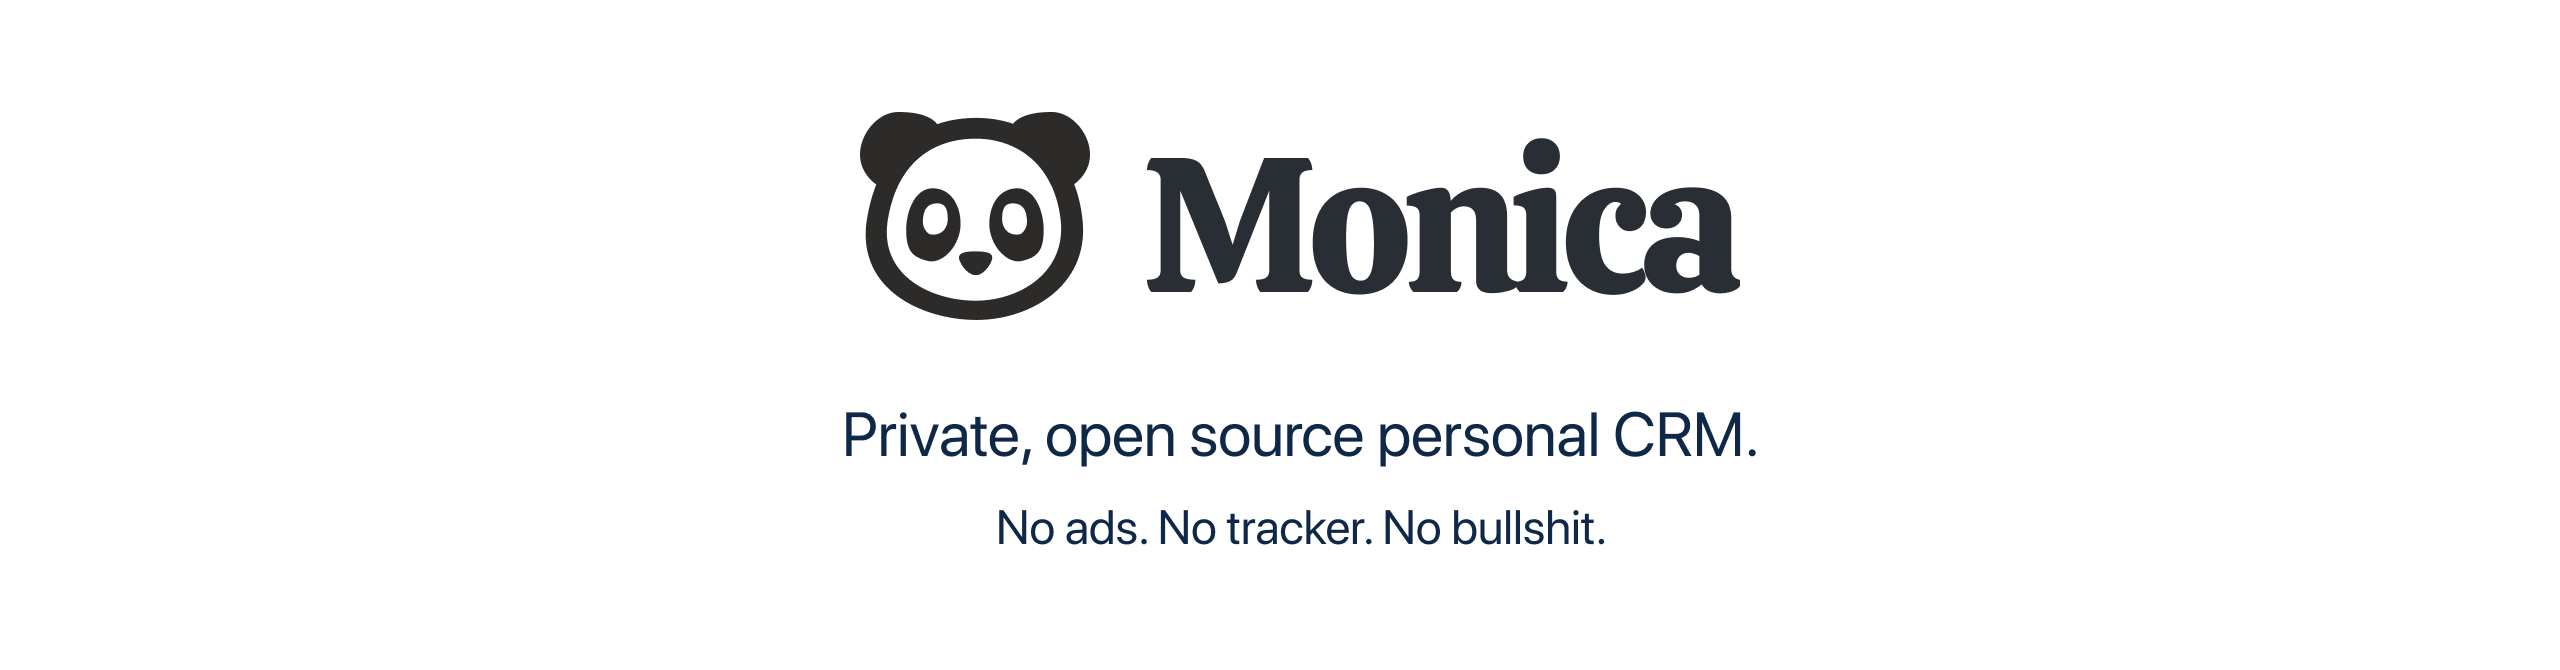 Monica
Private, open source personal CRM.
No ads. No tracker. No bullshit.